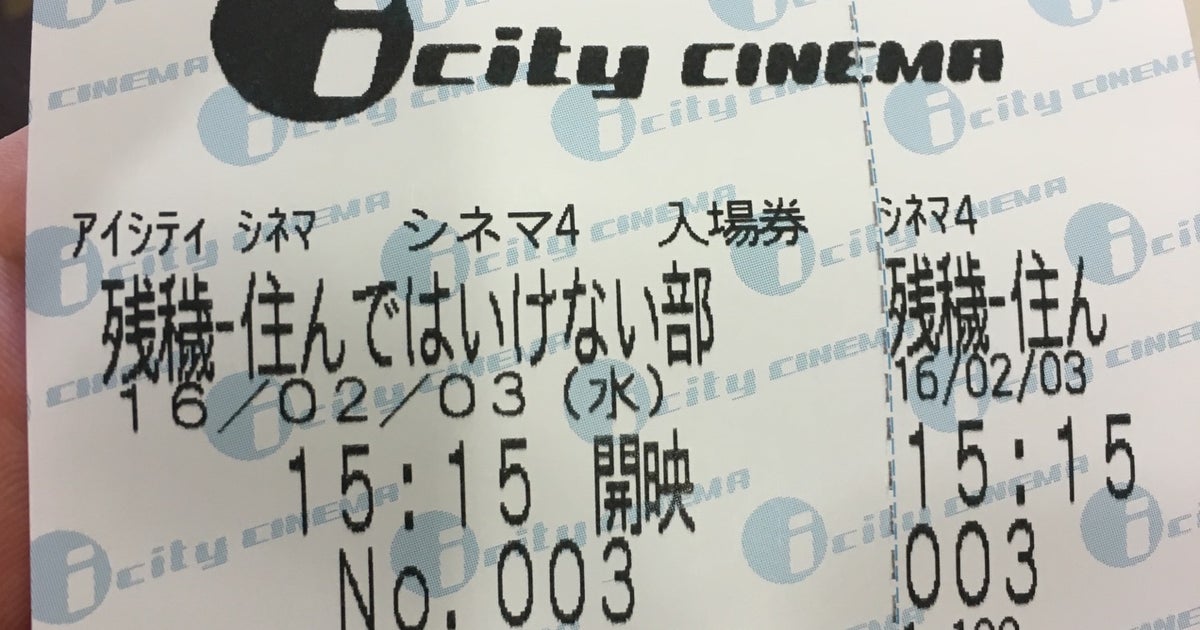 icity CINEMA
アイシティ シネマ シネマ4 入場券
残穢-住んではいけない部
16/02/03(水)
15:15 開映
No.003
シネマ4
残穢-住ん
16/02/03
15:15
003